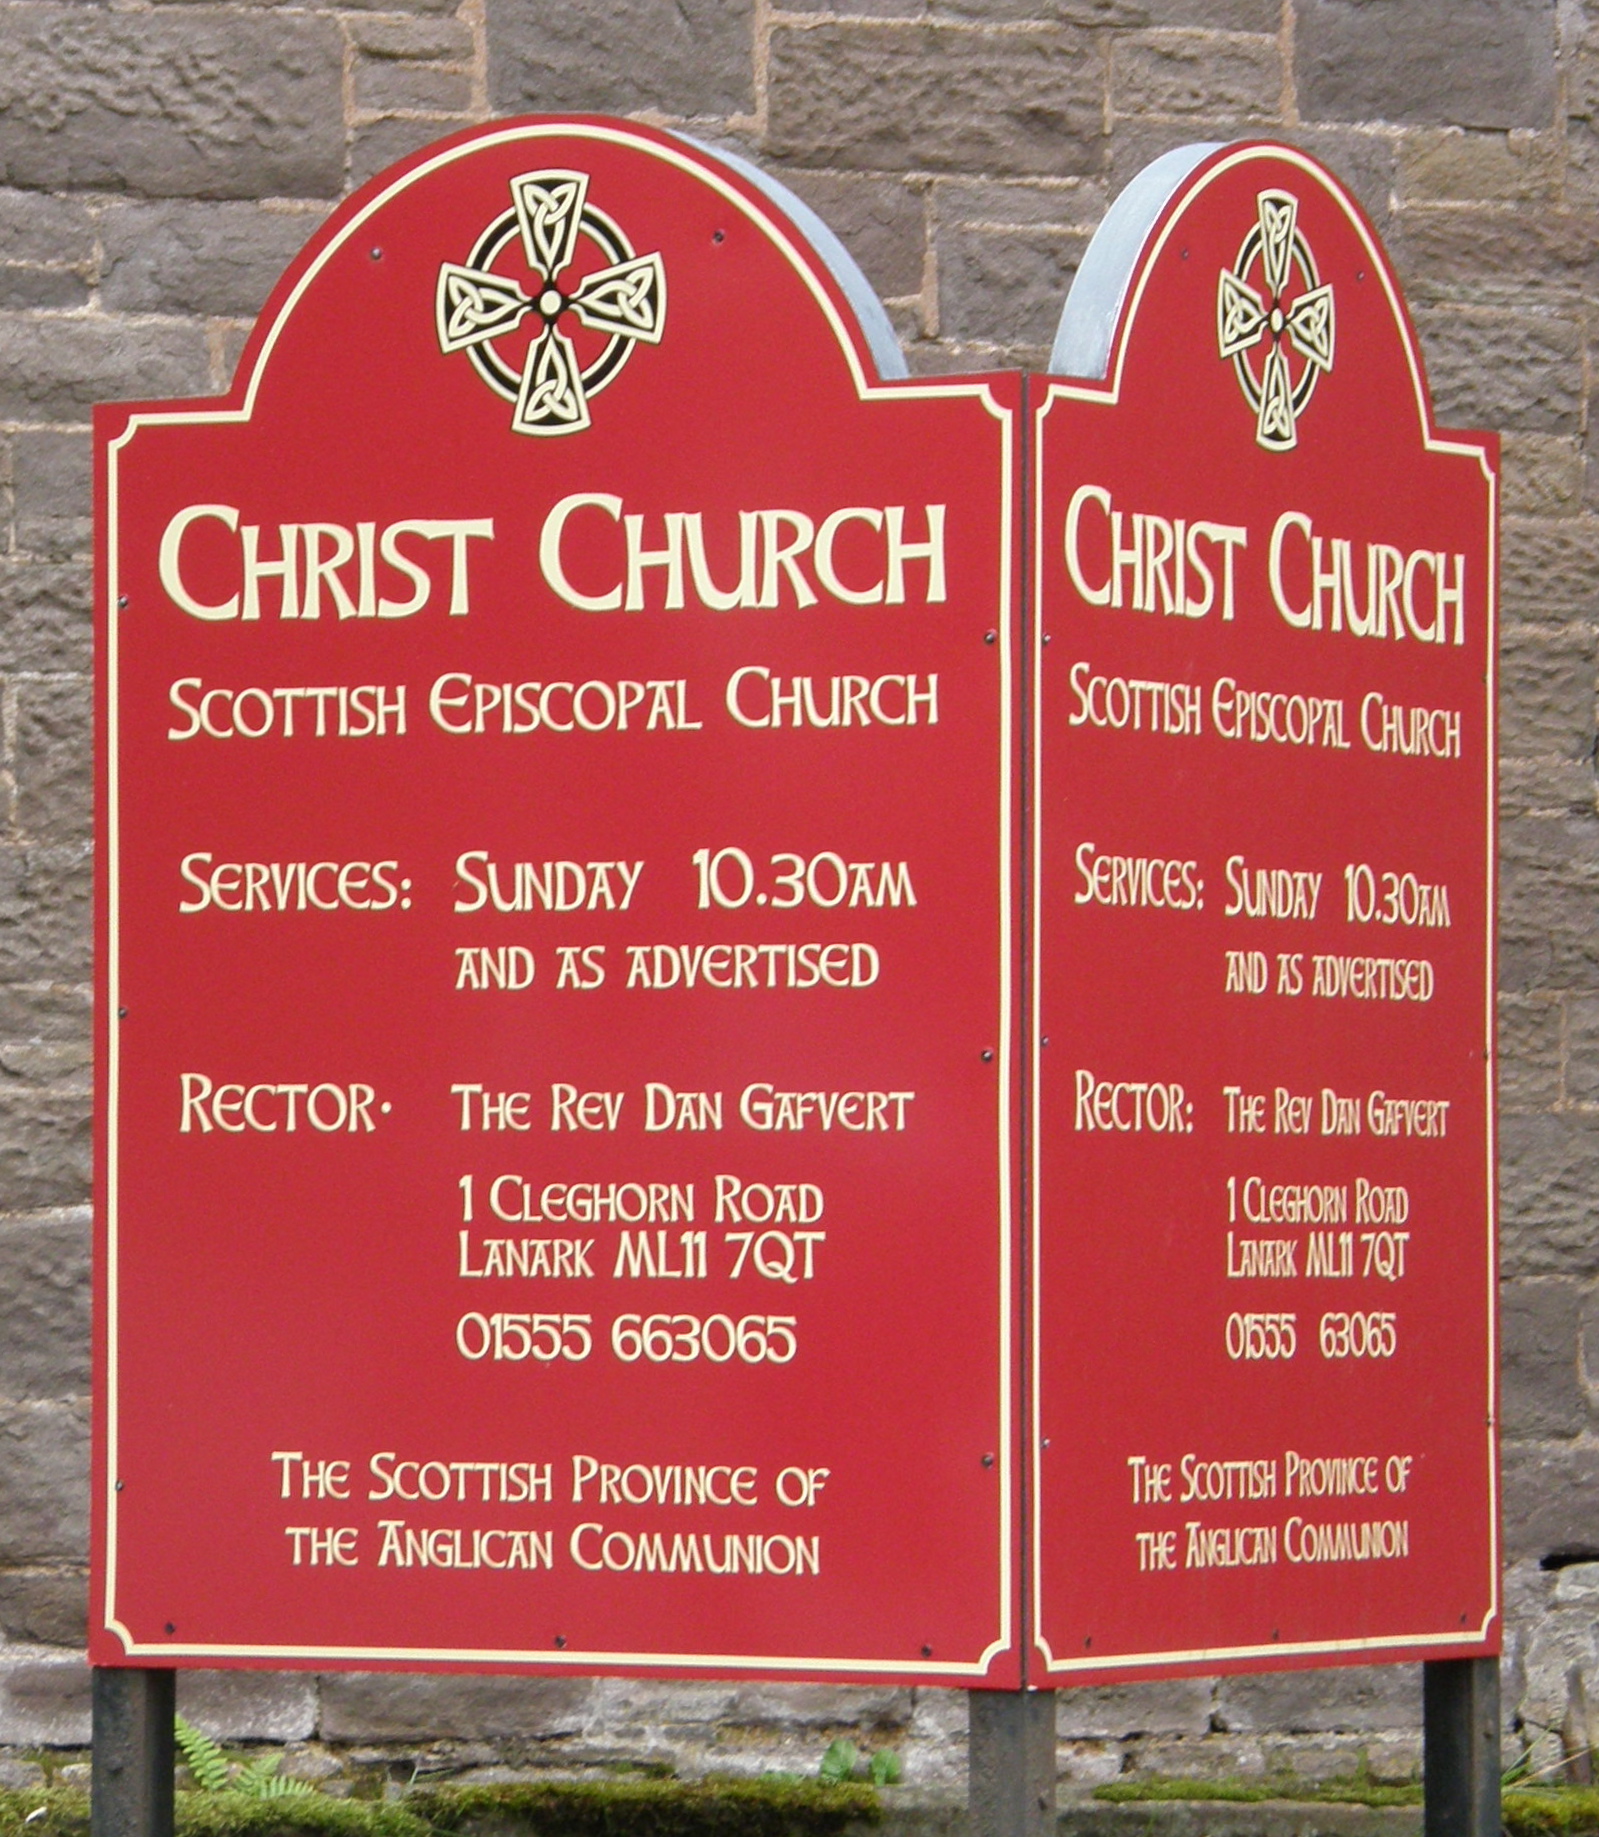 CHRIST CHURCH
SCOTTISH EPISCOPAL CHURCH
SERVICES: SUNDAY 10.30AM
AND AS ADVERTISED
RECTOR· THE REV DAN GAFVERT
1 CLEGHORN ROAD
LANARK ML11 7QT
01555 663065
THE SCOTTISH PROVINCE OF
THE ANGLICAN COMMUNION
CHRIST CHURCH
SCOTTISH EPISCOPAL CHURCH
SERVICES: SUNDAY 10.30AM
AND AS ADVERTISED
RECTOR: THE REV DAN GAFVERT
1 CLEGHORN ROAD
LANARK ML11 7QT
01555 63065
THE SCOTTISH PROVINCE OF
THE ANGLICAN COMMUNION